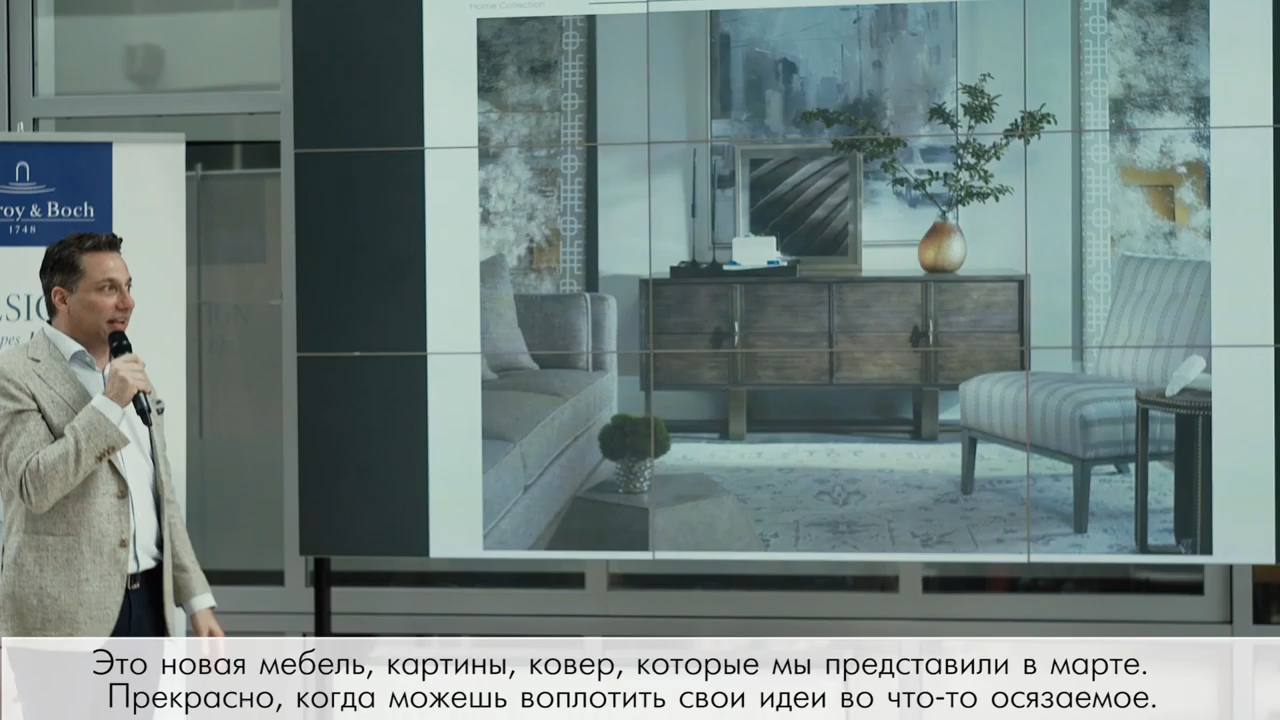 Home Collection
roy & Boch
1748
Это новая мебель, картины, ковер, которые мы представили в марте.
Прекрасно, когда можешь воплотить свои идеи во что-то осязаемое.